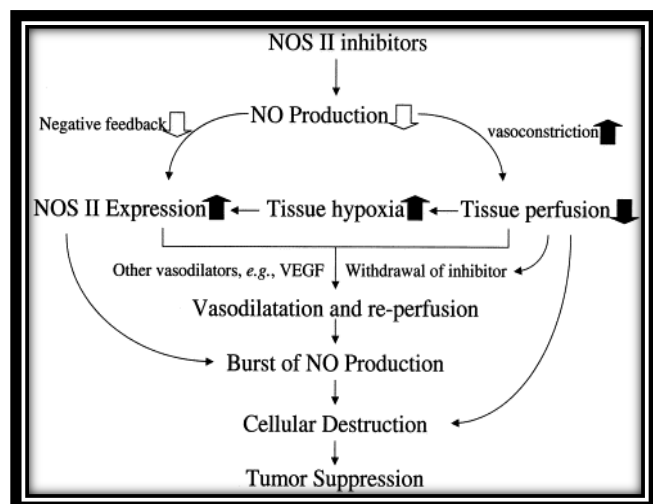 NOS II inhibitors
Negative feedback
NO Production
vasoconstriction
NOS II Expression
Tissue hypoxia
Tissue perfusion
Other vasodilators, e.g., VEGF
Withdrawal of inhibitor
Vasodilatation and re-perfusion
Burst of NO Production
Cellular Destruction
Tumor Suppression